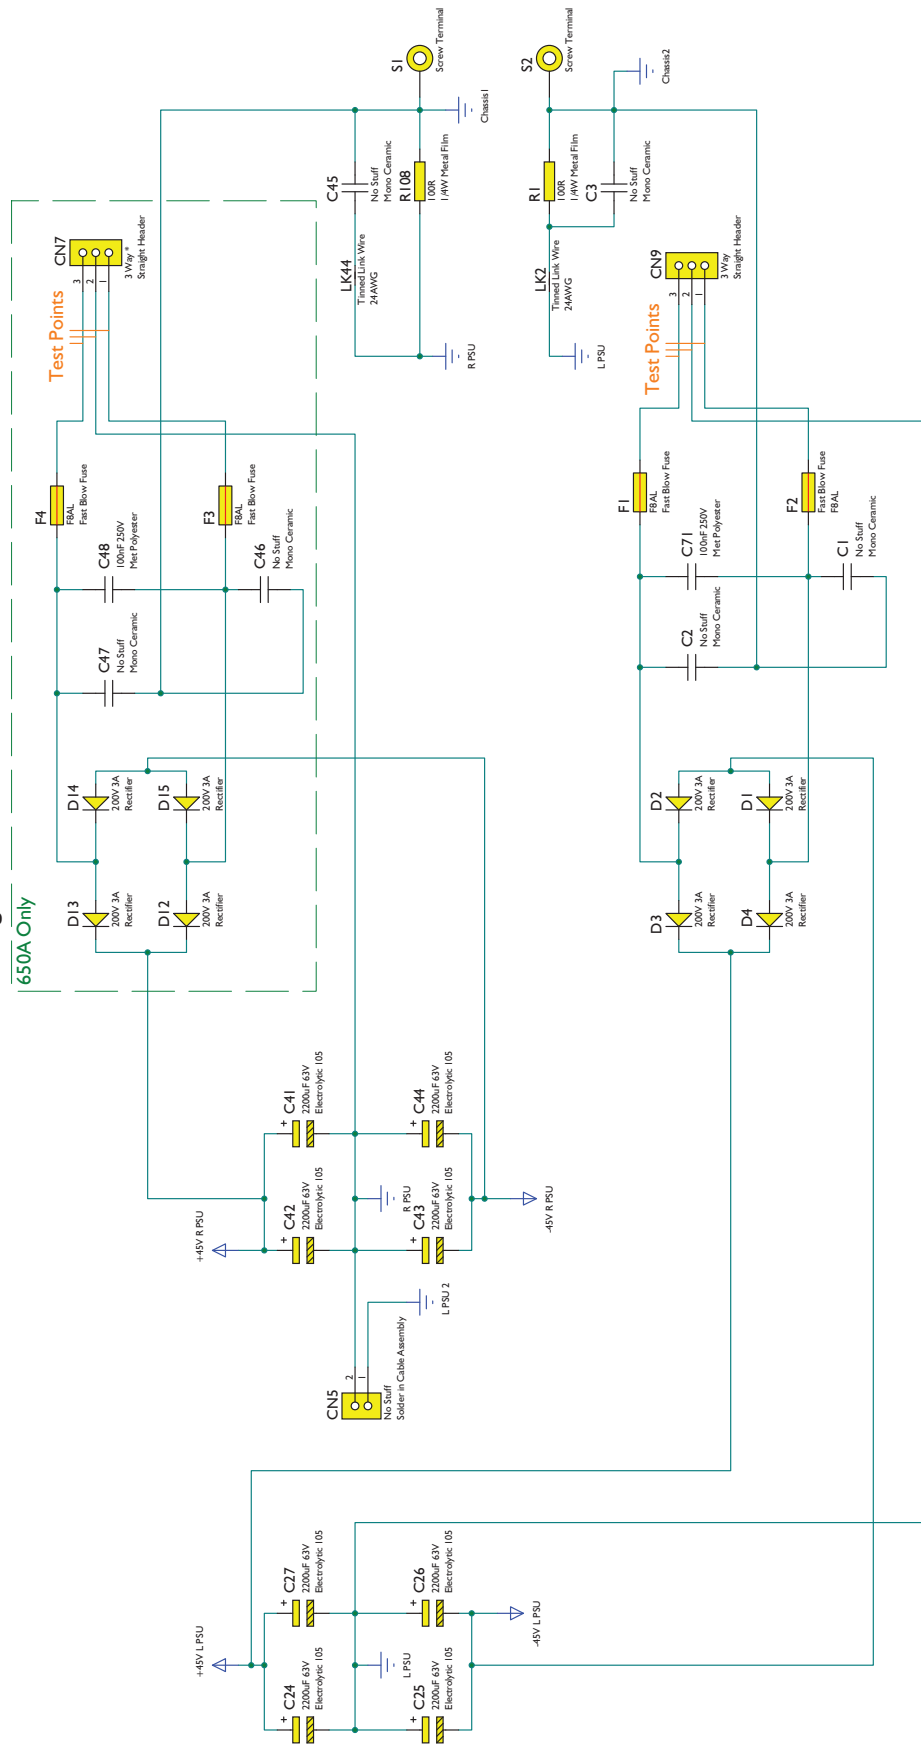 650A Only
Test Points
CN7
3 Way *
Straight Header
3
2
1
F4
F8AL
Fast Blow Fuse
C48
100nF 250V
Met Polyester
C47
No Stuff
Mono Ceramic
F3
F8AL
Fast Blow Fuse
C46
No Stuff
Mono Ceramic
D14
200V 3A
Rectifier
D15
200V 3A
Rectifier
D13
200V 3A
Rectifier
D12
200V 3A
Rectifier
S1
Screw Terminal
Chassis1
C45
No Stuff
Mono Ceramic
R108
100R
1/4W Metal Film
LK44
Tinned Link Wire
24AWG
R PSU
S2
Screw Terminal
Chassis2
R1
100R
1/4W Metal Film
C3
No Stuff
Mono Ceramic
LK2
Tinned Link Wire
24AWG
L PSU
Test Points
CN9
3 Way
Straight Header
3
2
1
F1
F8AL
Fast Blow Fuse
C71
100nF 250V
Met Polyester
C2
No Stuff
Mono Ceramic
F2
Fast Blow Fuse
F8AL
C1
No Stuff
Mono Ceramic
D2
200V 3A
Rectifier
D1
200V 3A
Rectifier
D3
200V 3A
Rectifier
D4
200V 3A
Rectifier
+45V R PSU
C41
+
2200uF 63V
Electrolytic 105
C42
+
2200uF 63V
Electrolytic 105
R PSU
C44
+
2200uF 63V
Electrolytic 105
C43
+
2200uF 63V
Electrolytic 105
-45V R PSU
CN5
No Stuff
Solder in Cable Assembly
2
1
L PSU 2
+45V L PSU
C27
+
2200uF 63V
Electrolytic 105
C24
+
2200uF 63V
Electrolytic 105
L PSU
C26
+
2200uF 63V
Electrolytic 105
C25
+
2200uF 63V
Electrolytic 105
-45V L PSU